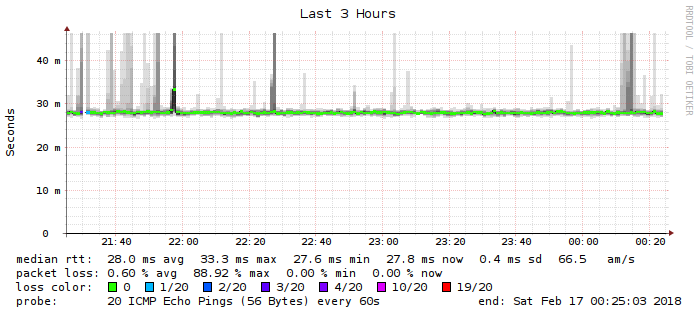 Last 3 Hours
RRDTOOL / TOBI OETIKER
Seconds
40 m
30 m
20 m
10 m
0
21:40 22:00 22:20 22:40 23:00 23:20 23:40 00:00 00:20
median rtt: 28.0 ms avg 33.3 ms max 27.6 ms min 27.8 ms now 0.4 ms sd 66.5 am/s
packet loss: 0.60 % avg 88.92 % max 0.00 % min 0.00 % now
loss color: 0 1/20 2/20 3/20 4/20 10/20 19/20
probe: 20 ICMP Echo Pings (56 Bytes) every 60s end: Sat Feb 17 00:25:03 2018